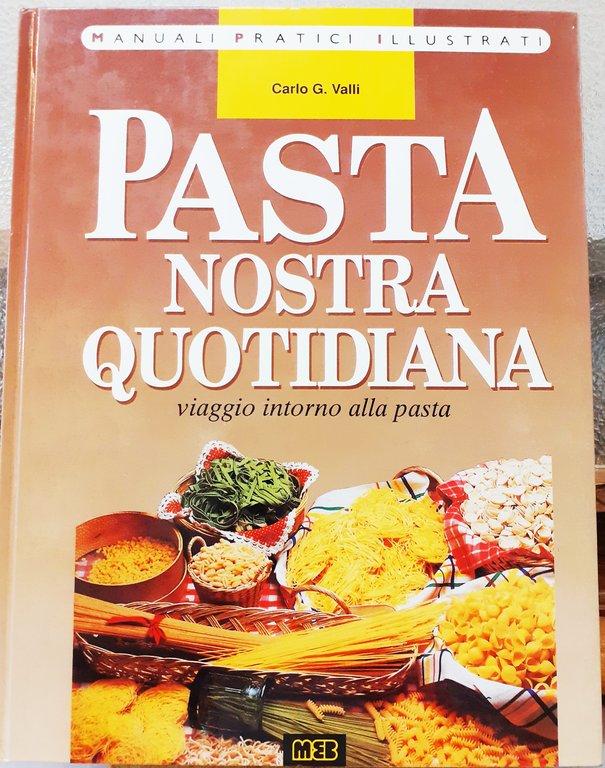 MANUALI PRATICI ILLUSTRATI
Carlo G. Valli
PASTA
NOSTRA
QUOTIDIANA
viaggio intorno alla pasta
MEB